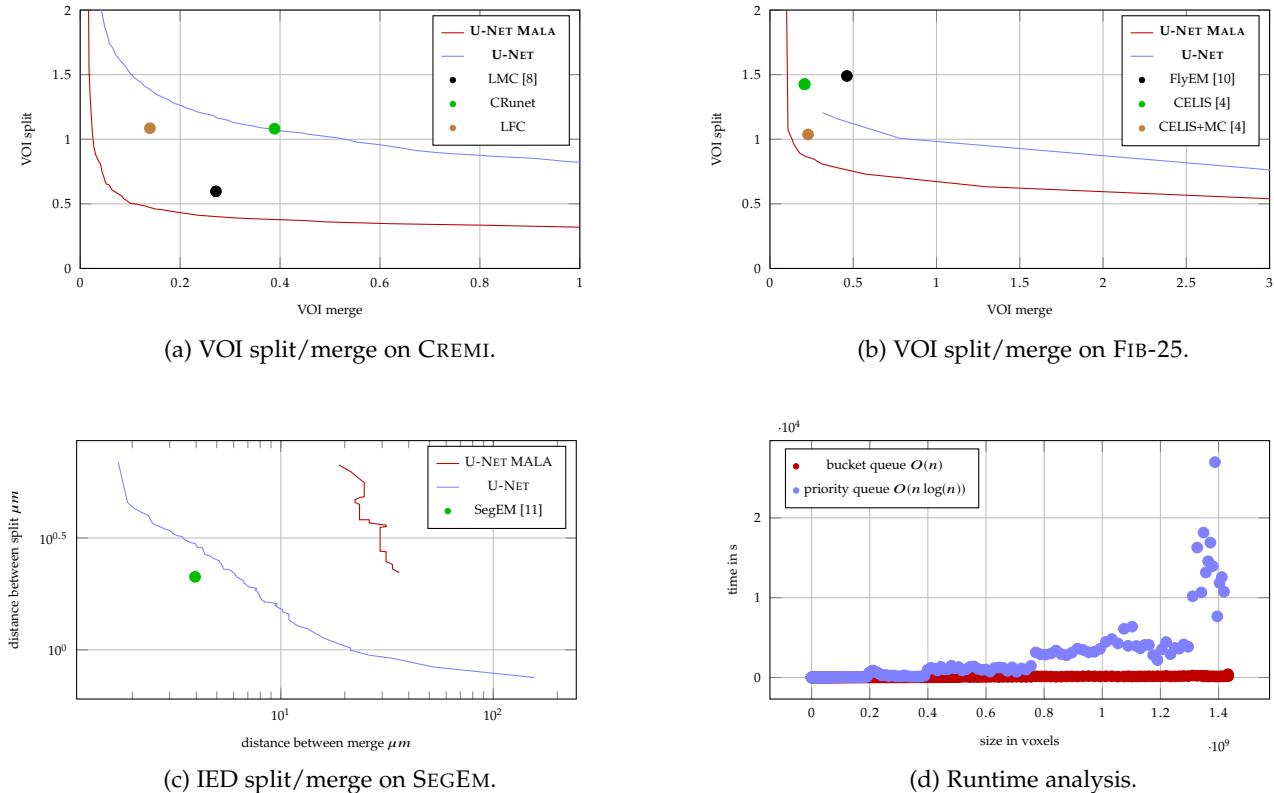 2
1.5
1
0.5
0
VOI split
0
0.2
0.4
0.6
0.8
1
VOI merge
U-NET MALA
U-NET
LMC [8]
CRunet
LFC
(a) VOI split/merge on CREMI.
2
1.5
1
0.5
0
VOI split
0
0.5
1
1.5
2
2.5
3
VOI merge
U-NET MALA
U-NET
FlyEM [10]
CELIS [4]
CELIS+MC [4]
(b) VOI split/merge on FIB-25.
10^0.5
10^0
distance between split μm
10^1
10^2
distance between merge μm
U-NET MALA
U-NET
SegEM [11]
(c) IED split/merge on SEGEM.
·10^4
2
1
0
time in s
0
0.2
0.4
0.6
0.8
1
1.2
1.4
·10^9
size in voxels
bucket queue O(n)
priority queue O(n log(n))
(d) Runtime analysis.